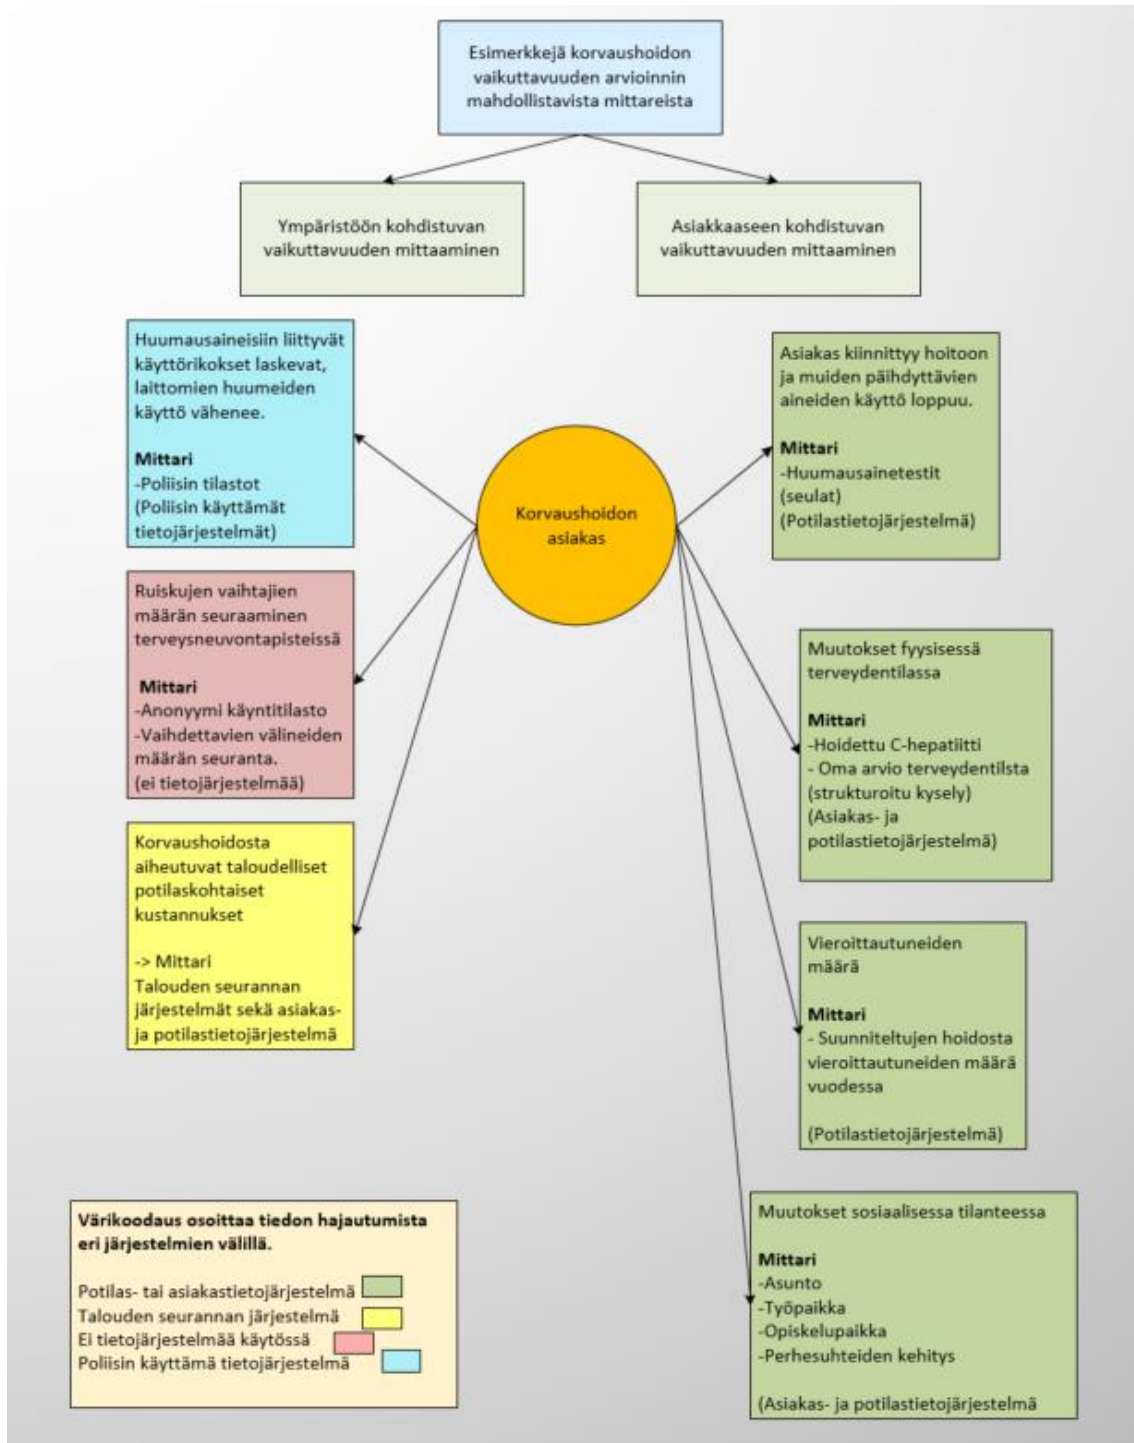 Esimerkkejä korvaushoidon
vaikuttavuuden arvioinnin
mahdollistavista mittareista
Ympäristöön kohdistuvan
vaikuttavuuden mittaaminen
Asiakkaaseen kohdistuvan
vaikuttavuuden mittaaminen
Huumausaineisiin liittyvät
käyttörikokset laskevat,
laittomien huumeiden
käyttö vähenee.
Mittari
-Poliisin tilastot
(Poliisin käyttämät
tietojärjestelmät)
Ruiskujen vaihtajien
määrän seuraaminen
terveysneuvontapisteissä
Mittari
-Anonyymi käyntitilasto
-Vaihdettavien välineiden
määrän seuranta.
(ei tietojärjestelmää)
Korvaushoidosta
aiheutuvat taloudelliset
potilaskohtaiset
kustannukset
-> Mittari
Talouden seurannan
järjestelmät sekä asiakas-
ja potilastietojärjestelmä
Korvaushoidon
asiakas
Asiakas kiinnittyy hoitoon
ja muiden päihdyttävien
aineiden käyttö loppuu.
Mittari
-Huumausainetestit
(seulat)
(Potilastietojärjestelmä)
Muutokset fyysisessä
terveydentilassa
Mittari
-Hoidettu C-hepatiitti
- Oma arvio terveydentilsta
(strukturoitu kysely)
(Asiakas- ja
potilastietojärjestelmä)
Vieroittautuneiden
määrä
Mittari
- Suunniteltujen hoidosta
vieroittautuneiden määrä
vuodessa
(Potilastietojärjestelmä)
Muutokset sosiaalisessa tilanteessa
Mittari
-Asunto
-Työpaikka
-Opiskelupaikka
-Perhesuhteiden kehitys
(Asiakas- ja potilastietojärjestelmä
Värikoodaus osoittaa tiedon hajautumista
eri järjestelmien välillä.
Potilas- tai asiakastietojärjestelmä
Talouden seurannan järjestelmä
Ei tietojärjestelmää käytössä
Poliisin käyttämä tietojärjestelmä